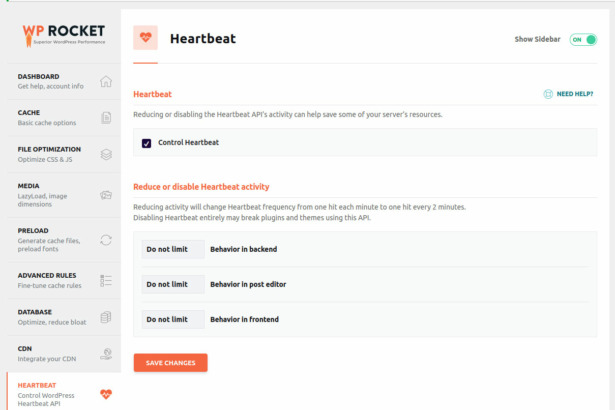 WP ROCKET
Superior WordPress Performance
DASHBOARD
Get help, account info
CACHE
Basic cache options
FILE OPTIMIZATION
Optimize CSS & JS
MEDIA
LazyLoad, image
dimensions
PRELOAD
Generate cache files,
preload fonts
ADVANCED RULES
Fine-tune cache rules
DATABASE
Optimize, reduce bloat
CDN
Integrate your CDN
HEARTBEAT
Control WordPress
Heartbeat API
Heartbeat
Show Sidebar ON
Heartbeat
NEED HELP?
Reducing or disabling the Heartbeat API's activity can help save some of your server's resources.
Control Heartbeat
Reduce or disable Heartbeat activity
Reducing activity will change Heartbeat frequency from one hit each minute to one hit every 2 minutes.
Disabling Heartbeat entirely may break plugins and themes using this API.
Do not limit Behavior in backend
Do not limit Behavior in post editor
Do not limit Behavior in frontend
SAVE CHANGES